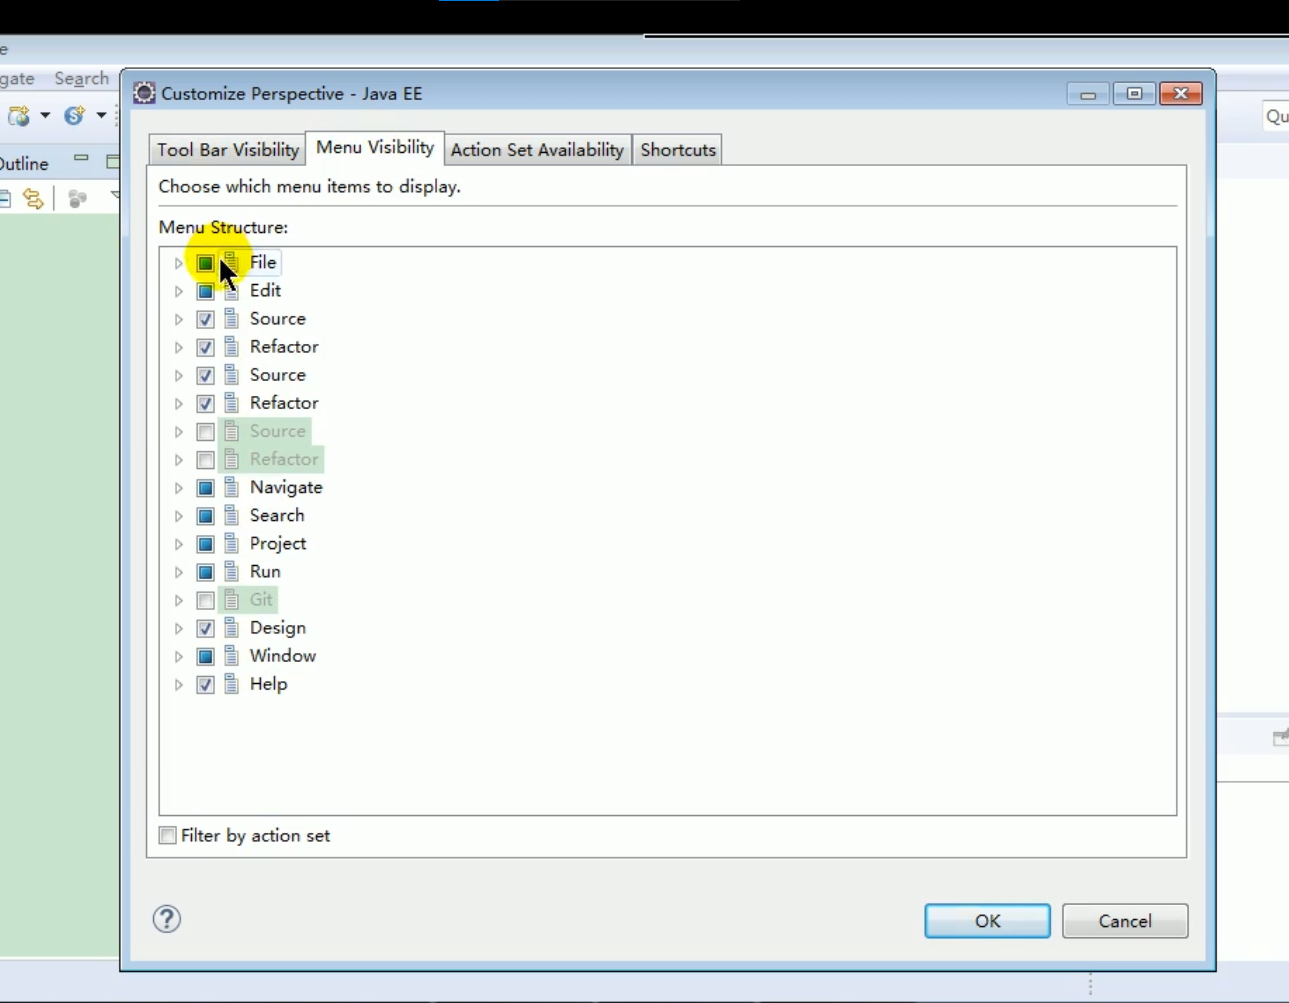 e
gate Search
Customize Perspective - Java EE
Qu
Tool Bar Visibility Menu Visibility Action Set Availability Shortcuts
Outline
Choose which menu items to display.
Menu Structure:
File
Edit
Source
Refactor
Source
Refactor
Source
Refactor
Navigate
Search
Project
Run
Git
Design
Window
Help
Filter by action set
OK Cancel